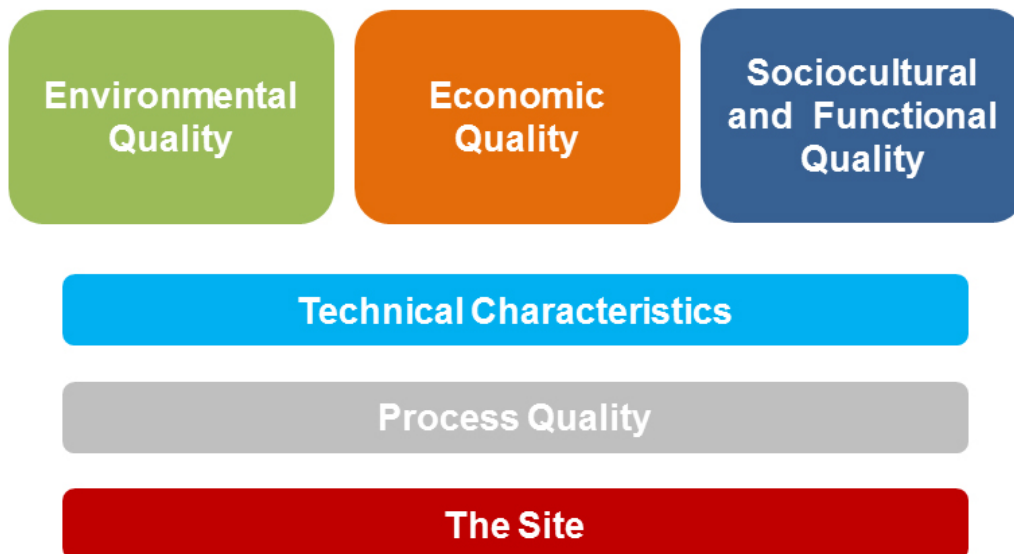 Environmental
Quality
Economic
Quality
Sociocultural
and Functional
Quality
Technical Characteristics
Process Quality
The Site